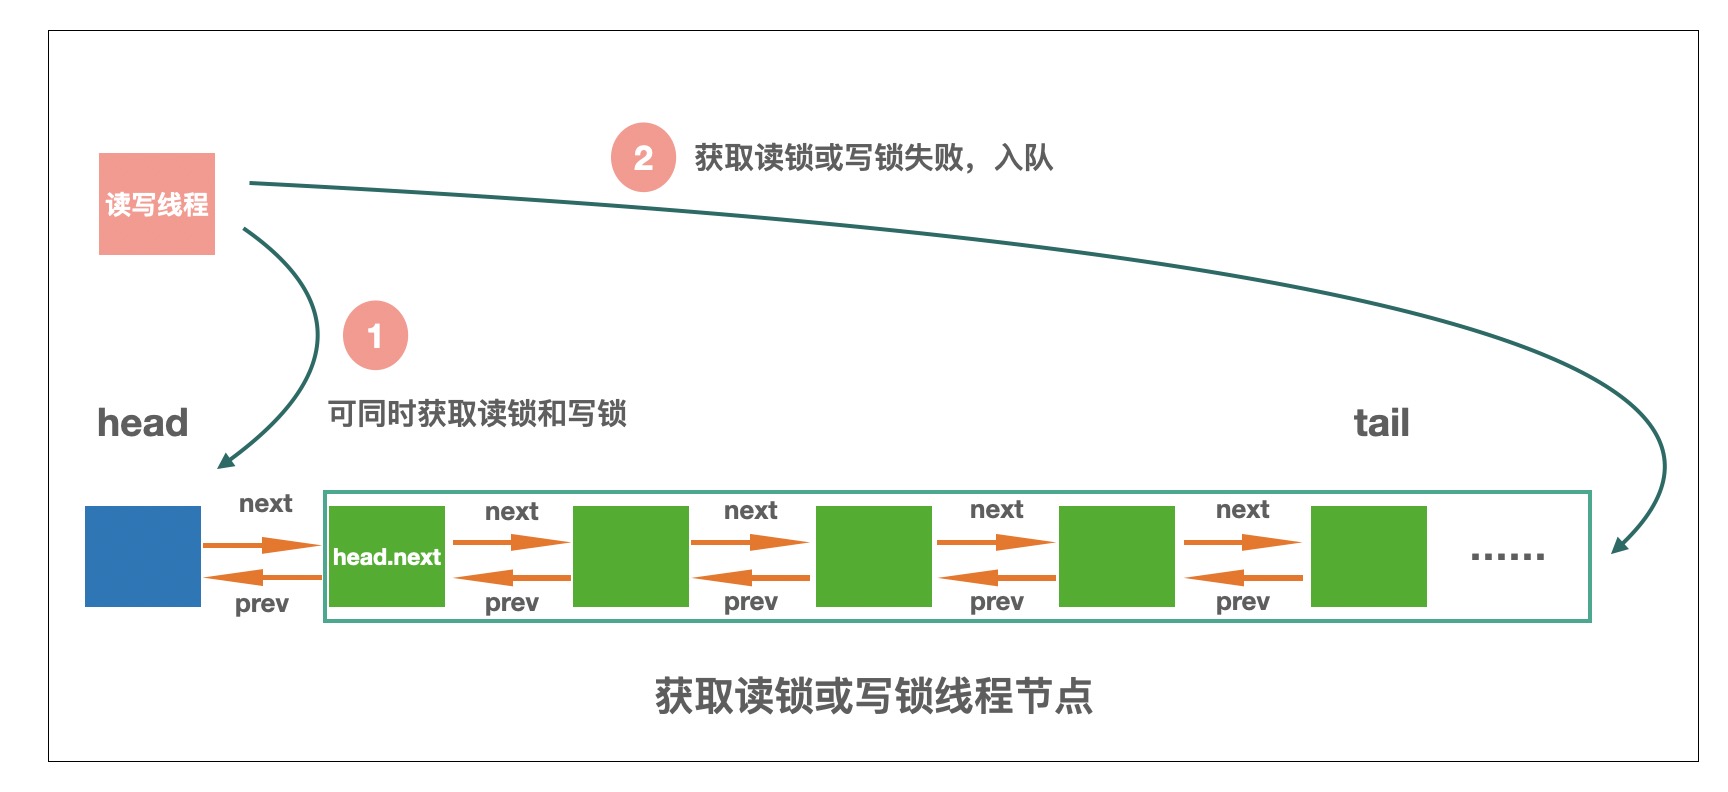 2 获取读锁或写锁失败，入队
读写线程
1
可同时获取读锁和写锁
head
tail
next
next
next
next
next
head.next
......
prev
prev
prev
prev
prev
获取读锁或写锁线程节点